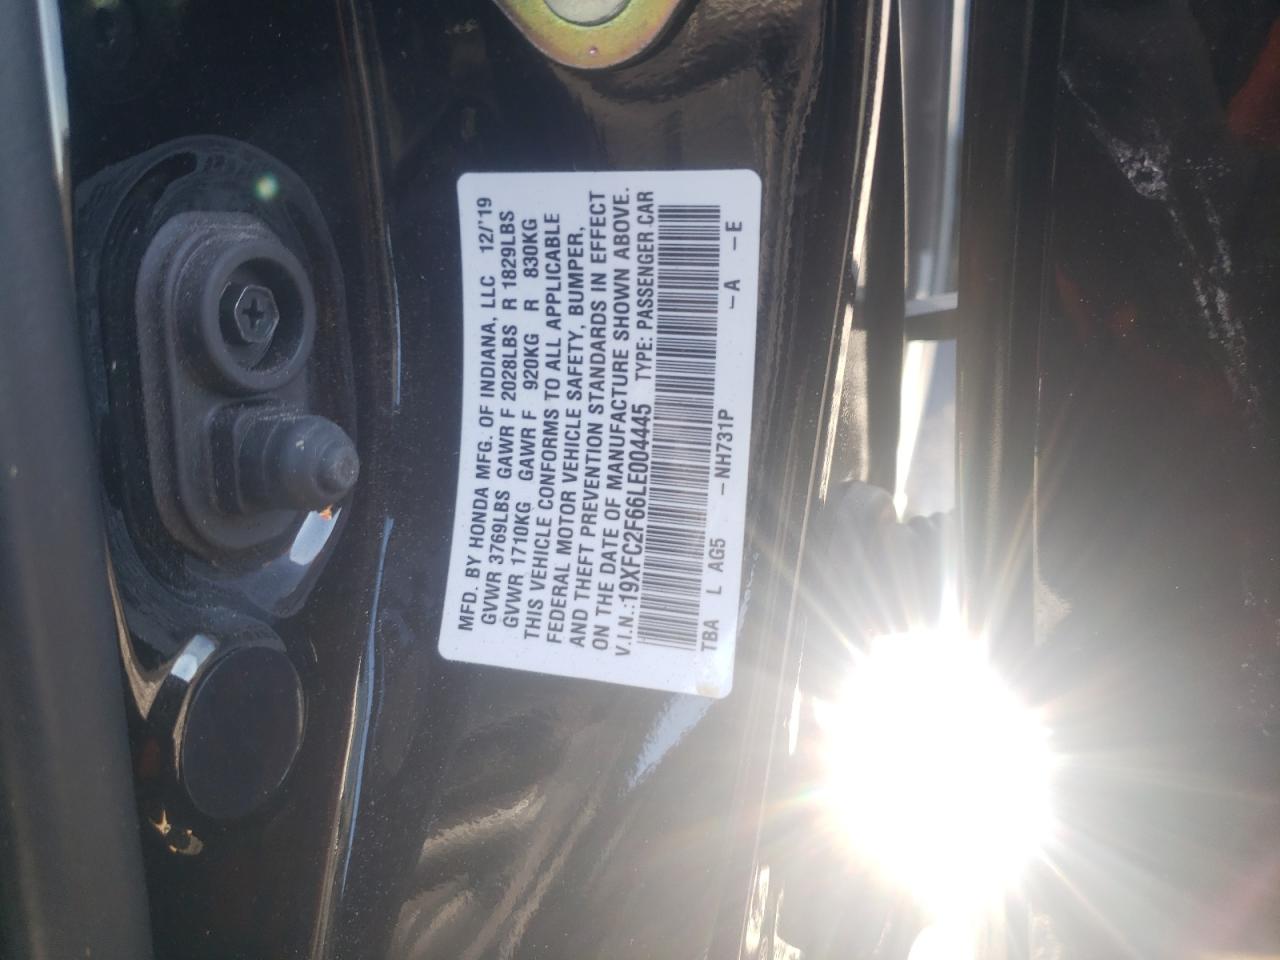 MFD. BY HONDA MFG. OF INDIANA, LLC 12/'19
GVWR 3769LBS GAWR F 2028LBS R 1829LBS
GVWR 1710KG GAWR F 920KG R 830KG
THIS VEHICLE CONFORMS TO ALL APPLICABLE
FEDERAL MOTOR VEHICLE SAFETY, BUMPER,
AND THEFT PREVENTION STANDARDS IN EFFECT
ON THE DATE OF MANUFACTURE SHOWN ABOVE.
V.I.N.:19XFC2F66LE004445 TYPE: PASSENGER CAR
TBA L AG5 –NH731P –A –E